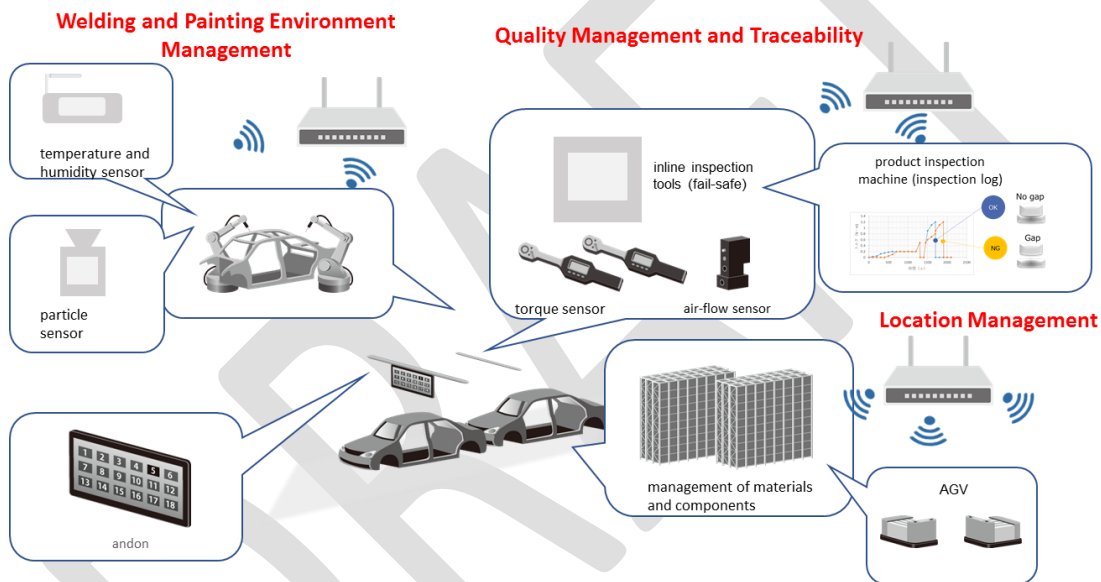 Welding and Painting Environment
Management
Quality Management and Traceability
temperature and
humidity sensor
inline inspection
tools (fail-safe)
product inspection
machine (inspection log)
No gap
OK
Gap
NG
particle
sensor
torque sensor
air-flow sensor
Location Management
1 2 3 4 5 6
7 8 9 10 11 12
13 14 15 16 17 18
andon
management of materials
and components
AGV